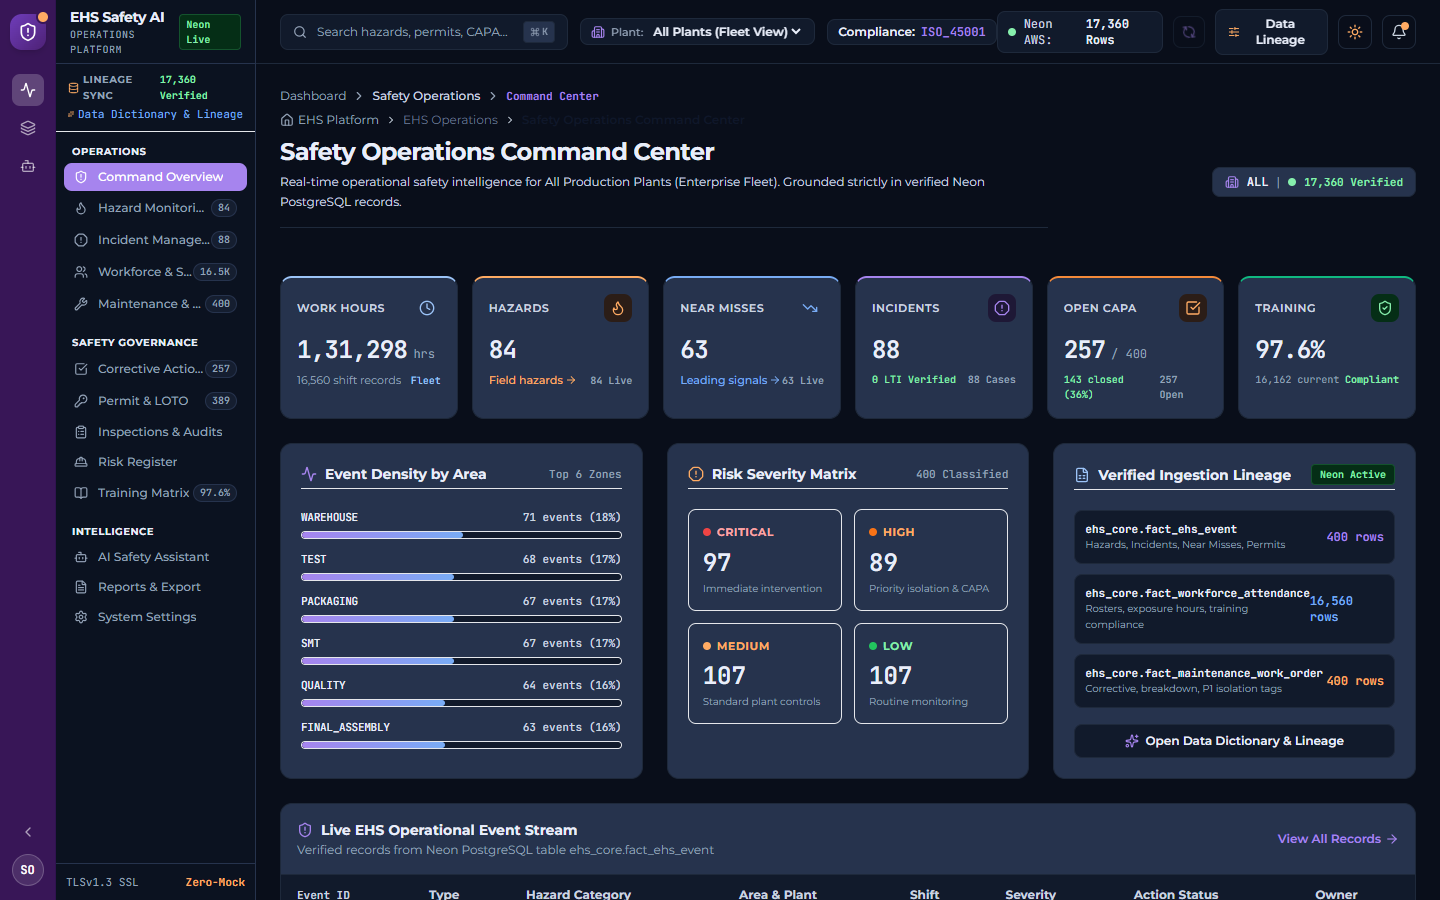 EHS Safety AI
OPERATIONS PLATFORM
Neon Live
Search hazards, permits, CAPA...
⌘K
Plant: All Plants (Fleet View)
Compliance: ISO_45001
Neon AWS: 17,360 Rows
Data Lineage
LINEAGE SYNC 17,360 Verified
Data Dictionary & Lineage
OPERATIONS
Command Overview
Hazard Monitori... 84
Incident Manage... 88
Workforce & S... 16.5K
Maintenance & ... 400
SAFETY GOVERNANCE
Corrective Actio... 257
Permit & LOTO 389
Inspections & Audits
Risk Register
Training Matrix 97.6%
INTELLIGENCE
AI Safety Assistant
Reports & Export
System Settings
SO
TLSv1.3 SSL Zero-Mock
Dashboard > Safety Operations > Command Center
EHS Platform > EHS Operations > Safety Operations Command Center
Safety Operations Command Center
Real-time operational safety intelligence for All Production Plants (Enterprise Fleet). Grounded strictly in verified Neon
PostgreSQL records.
ALL | 17,360 Verified
WORK HOURS
1,31,298 hrs
16,560 shift records Fleet
HAZARDS
84
Field hazards → 84 Live
NEAR MISSES
63
Leading signals → 63 Live
INCIDENTS
88
0 LTI Verified 88 Cases
OPEN CAPA
257 / 400
143 closed (36%) 257 Open
TRAINING
97.6%
16,162 current Compliant
Event Density by Area Top 6 Zones
WAREHOUSE 71 events (18%)
TEST 68 events (17%)
PACKAGING 67 events (17%)
SMT 67 events (17%)
QUALITY 64 events (16%)
FINAL_ASSEMBLY 63 events (16%)
Risk Severity Matrix 400 Classified
CRITICAL
97
Immediate intervention
HIGH
89
Priority isolation & CAPA
MEDIUM
107
Standard plant controls
LOW
107
Routine monitoring
Verified Ingestion Lineage Neon Active
ehs_core.fact_ehs_event
Hazards, Incidents, Near Misses, Permits
400 rows
ehs_core.fact_workforce_attendance
Rosters, exposure hours, training compliance
16,560 rows
ehs_core.fact_maintenance_work_order
Corrective, breakdown, P1 isolation tags
400 rows
Open Data Dictionary & Lineage
Live EHS Operational Event Stream
Verified records from Neon PostgreSQL table ehs_core.fact_ehs_event
View All Records →
Event ID Type Hazard Category Area & Plant Shift Severity Action Status Owner